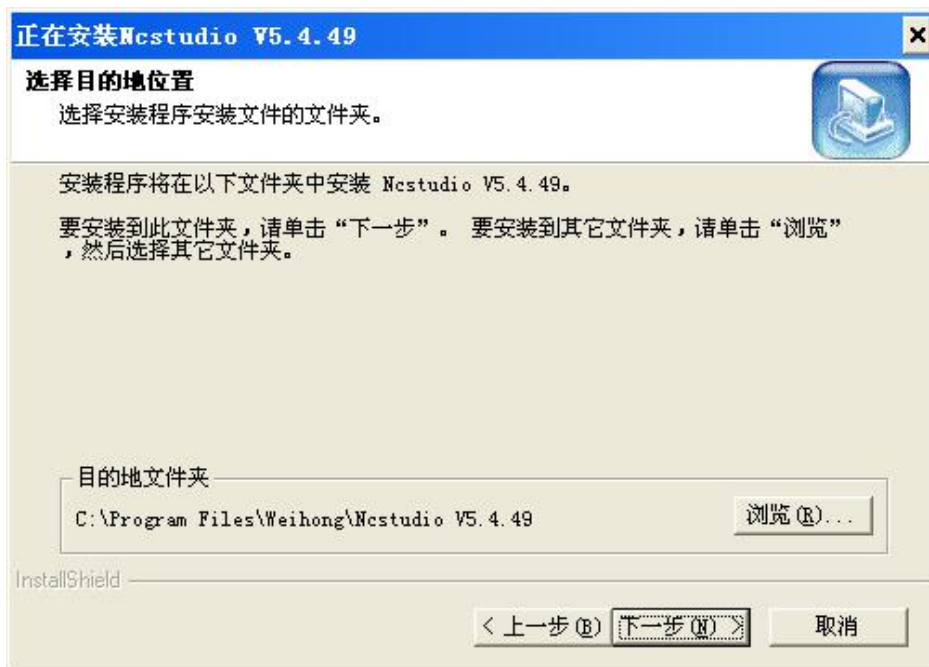 正在安装Ncstudio V5.4.49
选择目的地位置
选择安装程序安装文件的文件夹。
安装程序将在以下文件夹中安装 Ncstudio V5.4.49。
要安装到此文件夹，请单击“下一步”。 要安装到其它文件夹，请单击“浏览”
，然后选择其它文件夹。
目的地文件夹
C:\Program Files\Weihong\Ncstudio V5.4.49
浏览(R)...
InstallShield
< 上一步(B)
下一步(N) >
取消